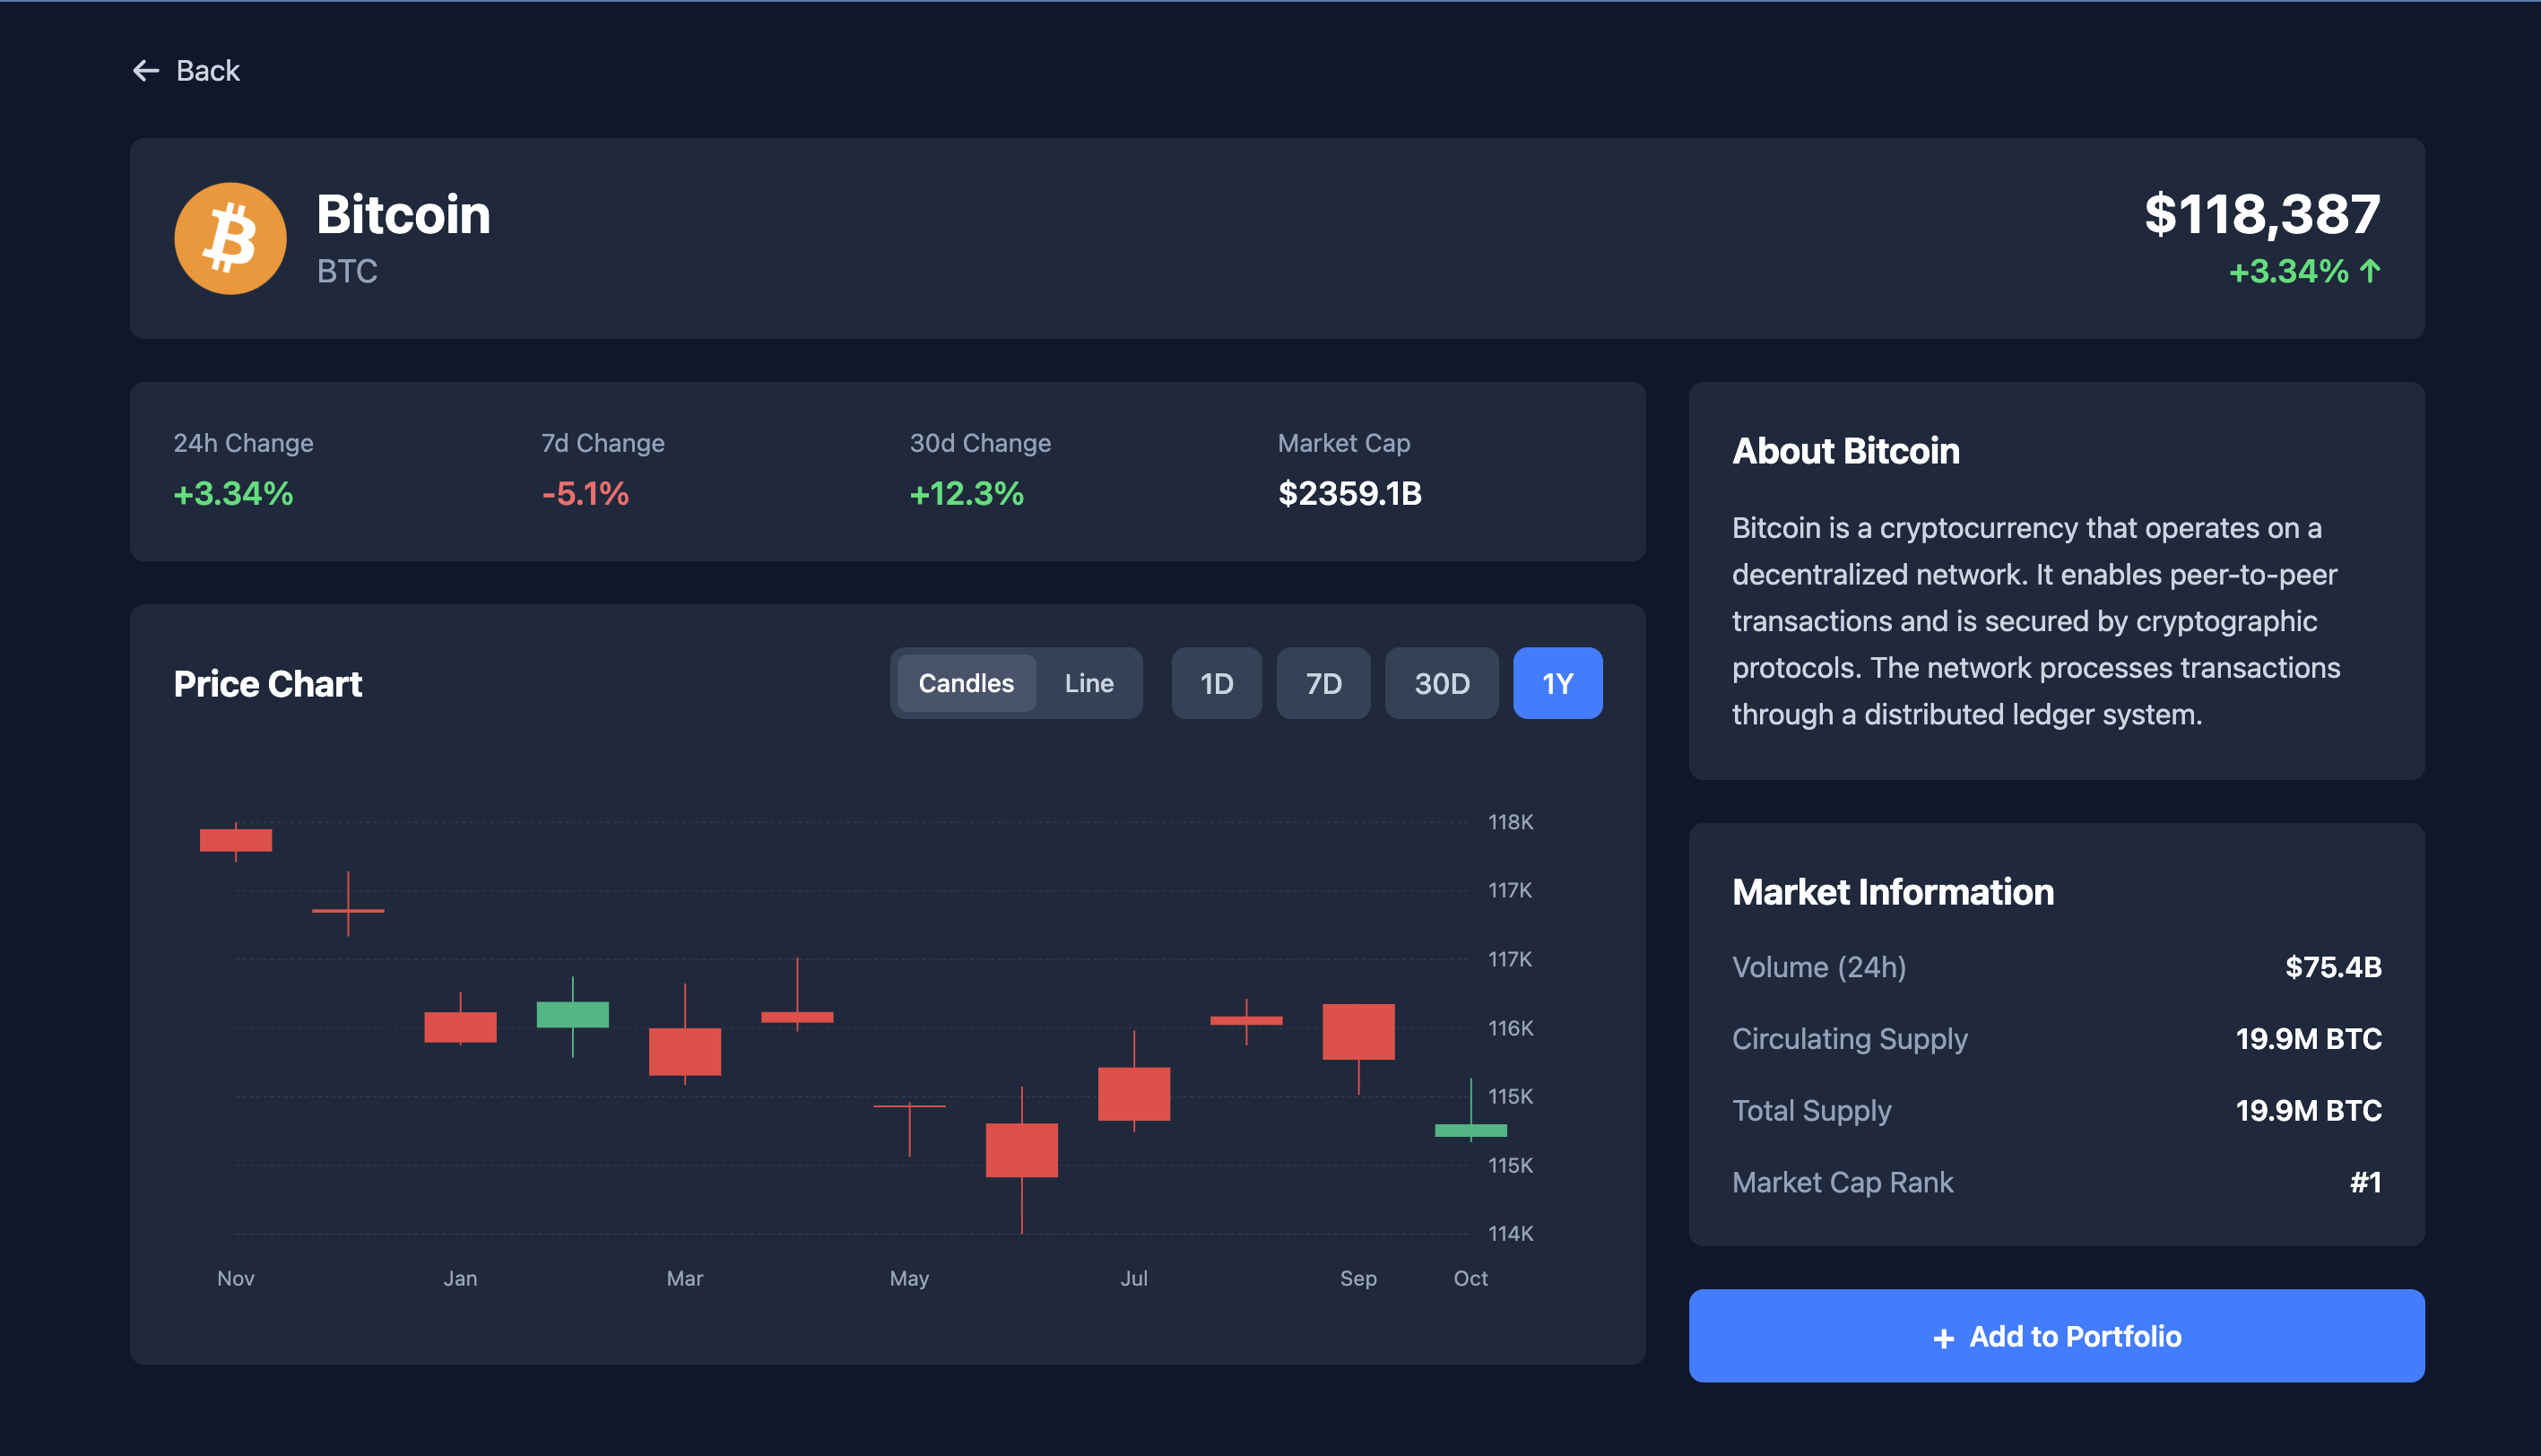 Back
Bitcoin
BTC
$118,387
+3.34% ↑
24h Change
+3.34%
7d Change
-5.1%
30d Change
+12.3%
Market Cap
$2359.1B
Price Chart
Candles
Line
1D
7D
30D
1Y
118K
117K
117K
116K
115K
115K
114K
Nov
Jan
Mar
May
Jul
Sep
Oct
About Bitcoin
Bitcoin is a cryptocurrency that operates on a
decentralized network. It enables peer-to-peer
transactions and is secured by cryptographic
protocols. The network processes transactions
through a distributed ledger system.
Market Information
Volume (24h) $75.4B
Circulating Supply 19.9M BTC
Total Supply 19.9M BTC
Market Cap Rank #1
+ Add to Portfolio